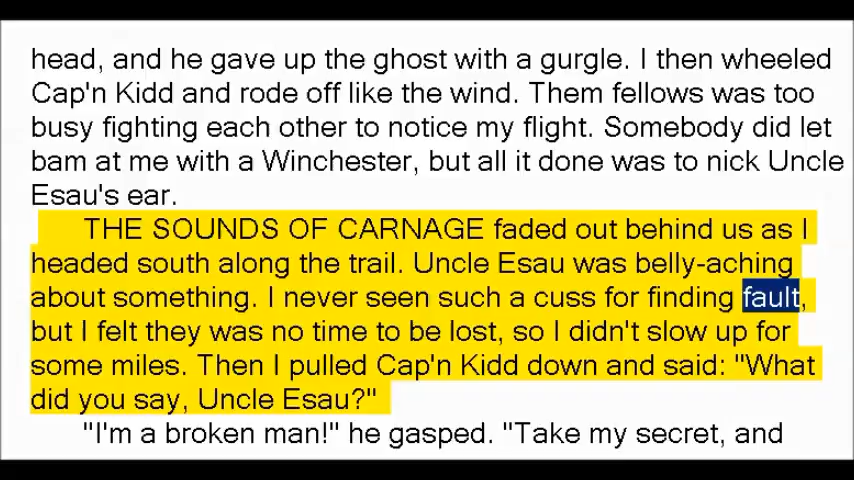 head, and he gave up the ghost with a gurgle. I then wheeled
Cap'n Kidd and rode off like the wind. Them fellows was too
busy fighting each other to notice my flight. Somebody did let
bam at me with a Winchester, but all it done was to nick Uncle
Esau's ear.
THE SOUNDS OF CARNAGE faded out behind us as I
headed south along the trail. Uncle Esau was belly-aching
about something. I never seen such a cuss for finding fault,
but I felt they was no time to be lost, so I didn't slow up for
some miles. Then I pulled Cap'n Kidd down and said: "What
did you say, Uncle Esau?"
"I'm a broken man!" he gasped. "Take my secret, and